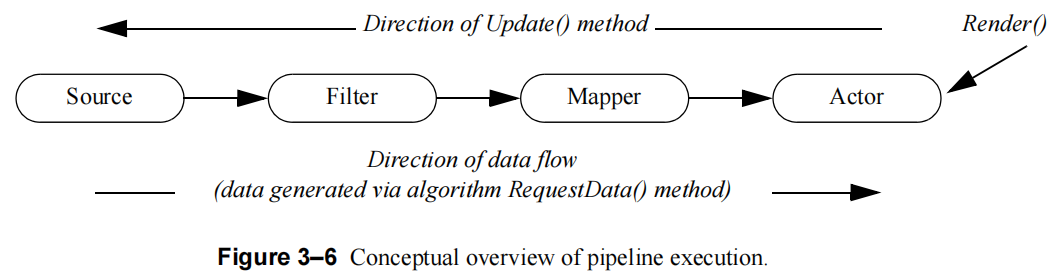 Direction of Update() method
Render()
Source
Filter
Mapper
Actor
Direction of data flow
(data generated via algorithm RequestData() method)
Figure 3–6 Conceptual overview of pipeline execution.